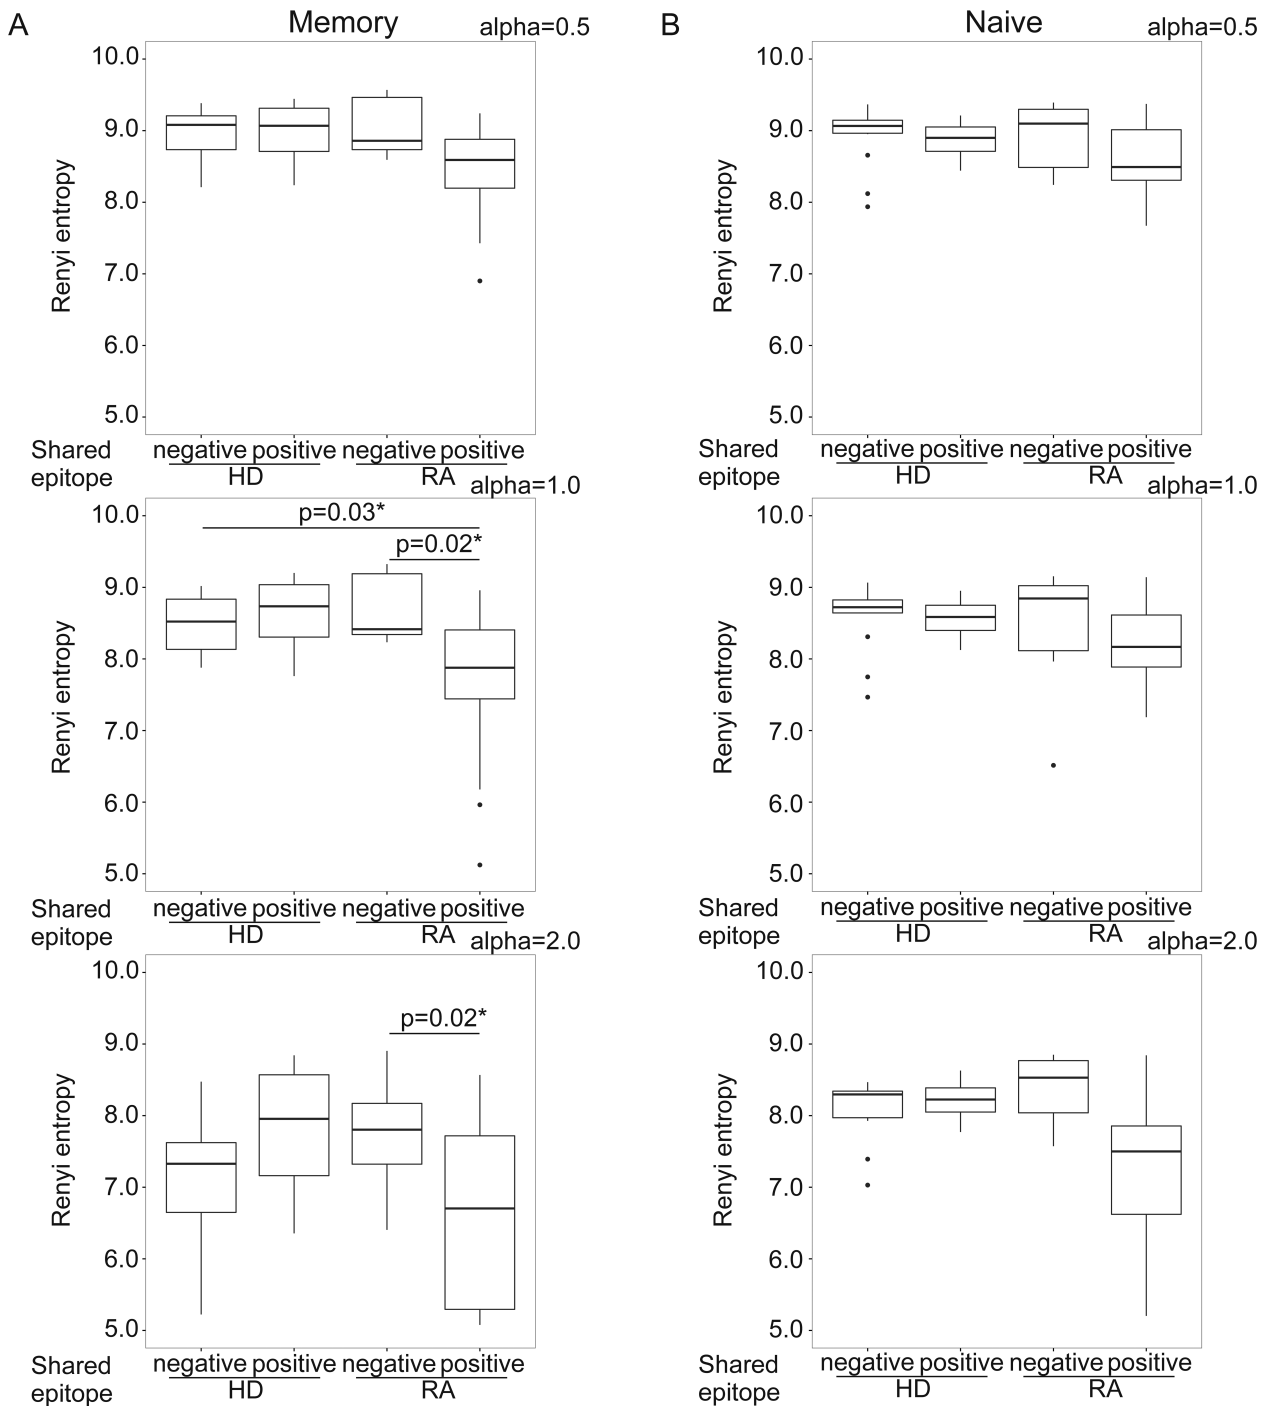 A
Memory
alpha=0.5
10.0
9.0
8.0
7.0
6.0
5.0
Renyi entropy
Shared epitope
negative positive negative positive
HD RA
alpha=1.0
10.0
9.0
8.0
7.0
6.0
5.0
Renyi entropy
p=0.03*
p=0.02*
Shared epitope
negative positive negative positive
HD RA
alpha=2.0
10.0
9.0
8.0
7.0
6.0
5.0
Renyi entropy
p=0.02*
Shared epitope
negative positive negative positive
HD RA
B
Naive
alpha=0.5
10.0
9.0
8.0
7.0
6.0
5.0
Renyi entropy
Shared epitope
negative positive negative positive
HD RA
alpha=1.0
10.0
9.0
8.0
7.0
6.0
5.0
Renyi entropy
Shared epitope
negative positive negative positive
HD RA
alpha=2.0
10.0
9.0
8.0
7.0
6.0
5.0
Renyi entropy
Shared epitope
negative positive negative positive
HD RA